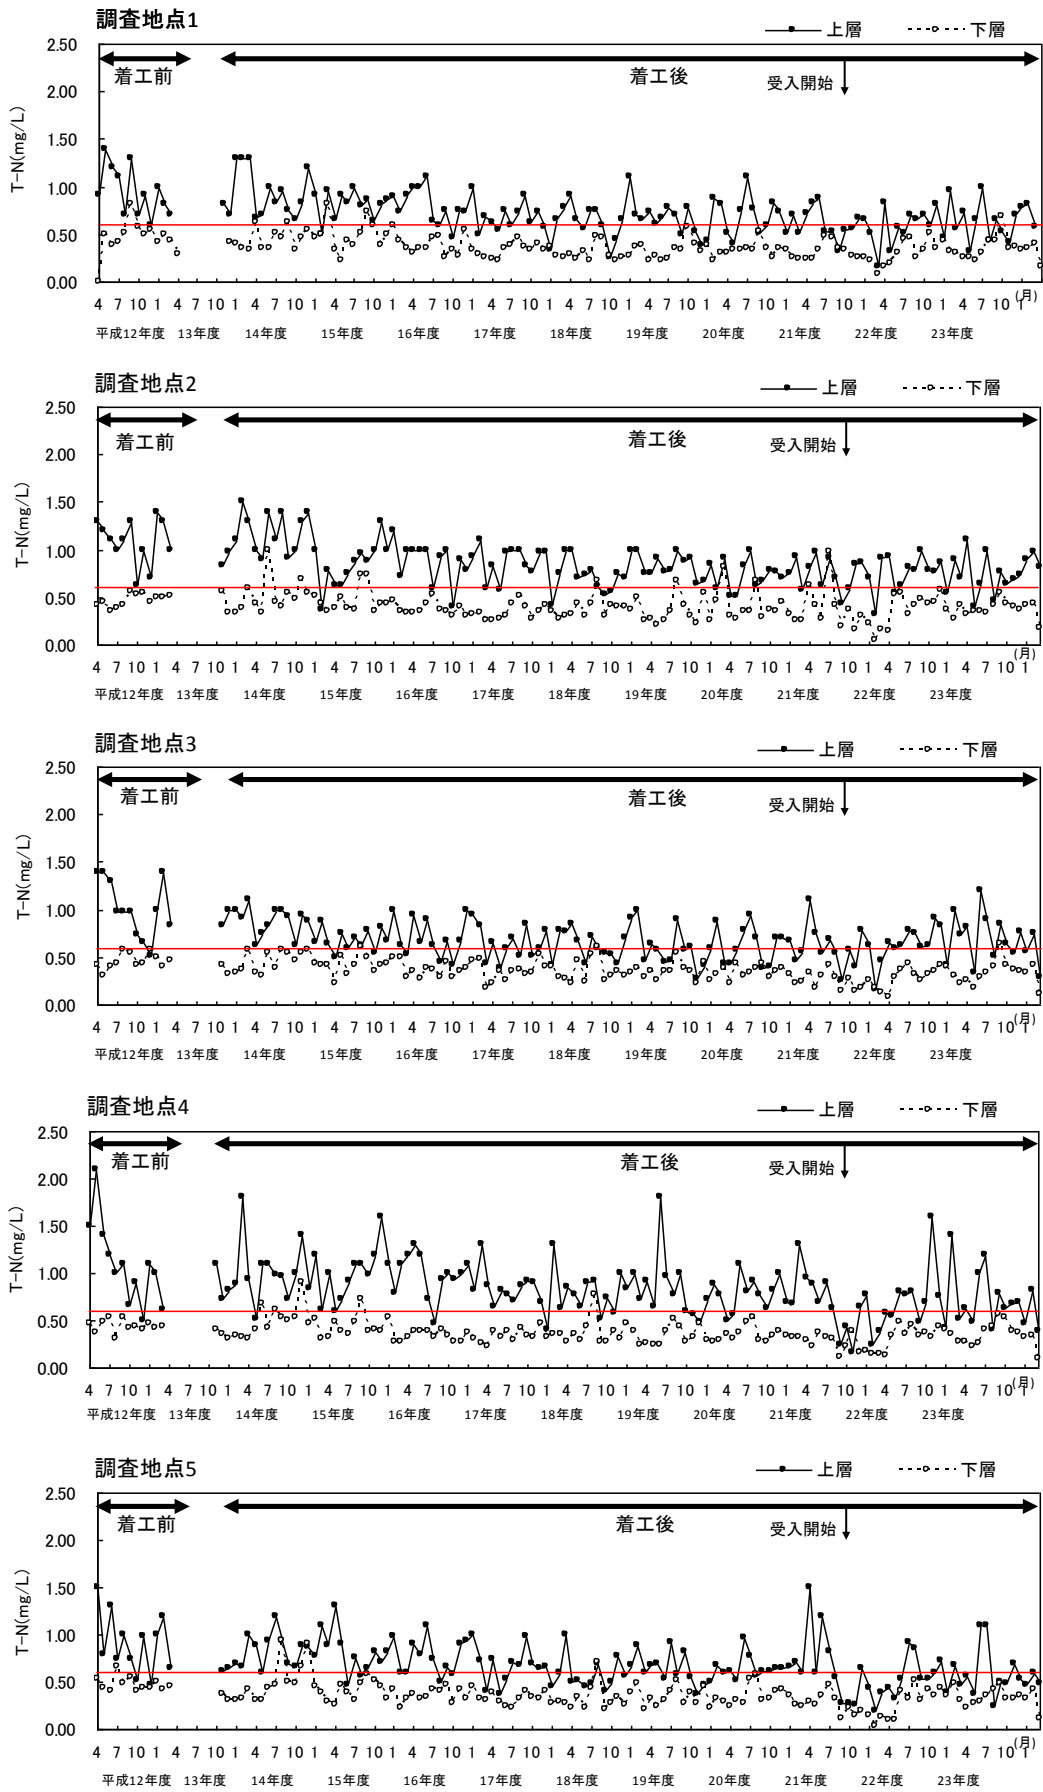 調査地点1
上層 下層
2.50
着工前 着工後
受入開始
2.00
1.50
T-N(mg/L)
1.00
0.50
0.00
4 7 10 1 4 7 10 1 4 7 10 1 4 7 10 1 4 7 10 1 4 7 10 1 4 7 10 1 4 7 10 1 4 7 10 1 4 7 10 1 4 7 10 1 4 7 10 1 (月)
平成12年度 13年度 14年度 15年度 16年度 17年度 18年度 19年度 20年度 21年度 22年度 23年度
調査地点2
上層 下層
2.50
着工前 着工後
受入開始
2.00
1.50
T-N(mg/L)
1.00
0.50
0.00
4 7 10 1 4 7 10 1 4 7 10 1 4 7 10 1 4 7 10 1 4 7 10 1 4 7 10 1 4 7 10 1 4 7 10 1 4 7 10 1 4 7 10 1 4 7 10 1 (月)
平成12年度 13年度 14年度 15年度 16年度 17年度 18年度 19年度 20年度 21年度 22年度 23年度
調査地点3
上層 下層
2.50
着工前 着工後
受入開始
2.00
1.50
T-N(mg/L)
1.00
0.50
0.00
4 7 10 1 4 7 10 1 4 7 10 1 4 7 10 1 4 7 10 1 4 7 10 1 4 7 10 1 4 7 10 1 4 7 10 1 4 7 10 1 4 7 10 1 4 7 10 1 (月)
平成12年度 13年度 14年度 15年度 16年度 17年度 18年度 19年度 20年度 21年度 22年度 23年度
調査地点4
上層 下層
2.50
着工前 着工後
受入開始
2.00
1.50
T-N(mg/L)
1.00
0.50
0.00
4 7 10 1 4 7 10 1 4 7 10 1 4 7 10 1 4 7 10 1 4 7 10 1 4 7 10 1 4 7 10 1 4 7 10 1 4 7 10 1 4 7 10 1 4 7 10 1 (月)
平成12年度 13年度 14年度 15年度 16年度 17年度 18年度 19年度 20年度 21年度 22年度 23年度
調査地点5
上層 下層
2.50
着工前 着工後
受入開始
2.00
1.50
T-N(mg/L)
1.00
0.50
0.00
4 7 10 1 4 7 10 1 4 7 10 1 4 7 10 1 4 7 10 1 4 7 10 1 4 7 10 1 4 7 10 1 4 7 10 1 4 7 10 1 4 7 10 1 4 7 10 1 (月)
平成12年度 13年度 14年度 15年度 16年度 17年度 18年度 19年度 20年度 21年度 22年度 23年度